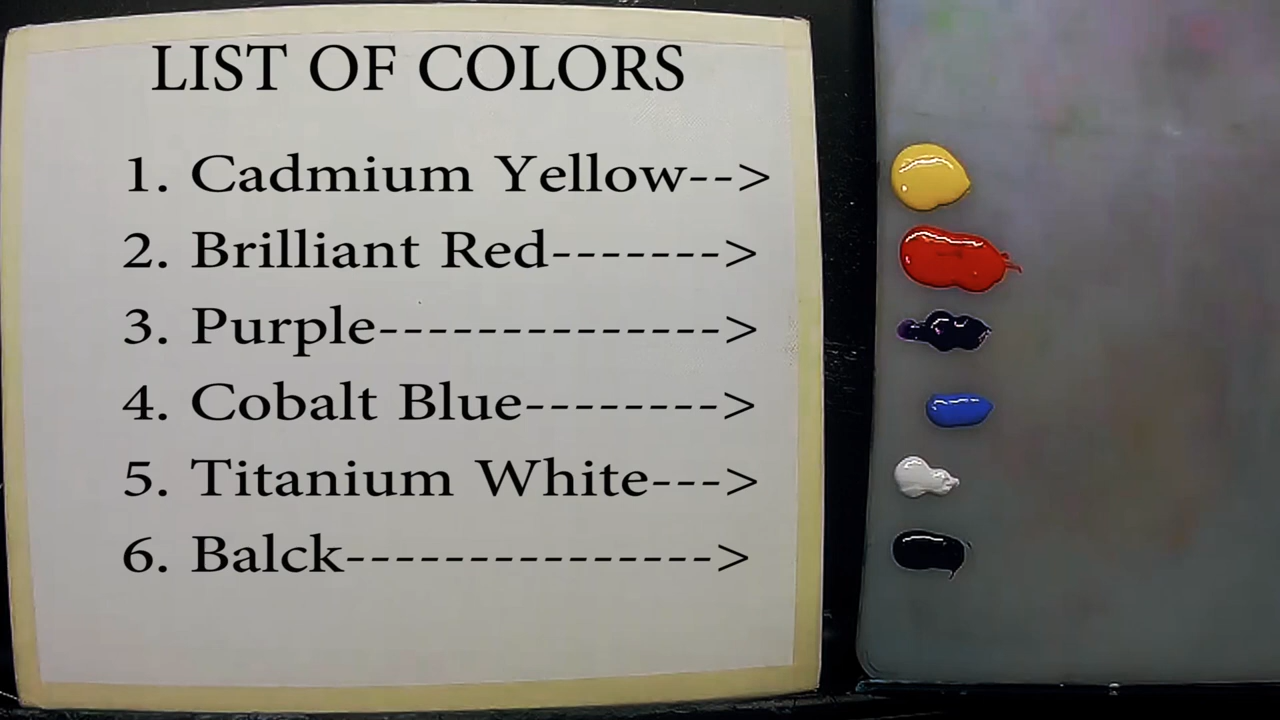 LIST OF COLORS
1. Cadmium Yellow-->
2. Brilliant Red------->
3. Purple-------------->
4. Cobalt Blue-------->
5. Titanium White--->
6. Balck--------------->